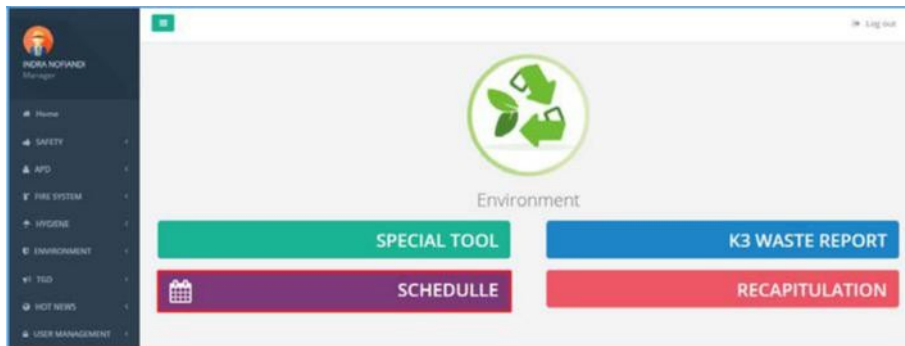 Log out
INDRA NOFIANDI
Manager
Home
SAFETY
APD
FIRE SYSTEM
HYGIENE
ENVIRONMENT
TGD
HOT NEWS
USER MANAGEMENT
Environment
SPECIAL TOOL
K3 WASTE REPORT
SCHEDULLE
RECAPITULATION